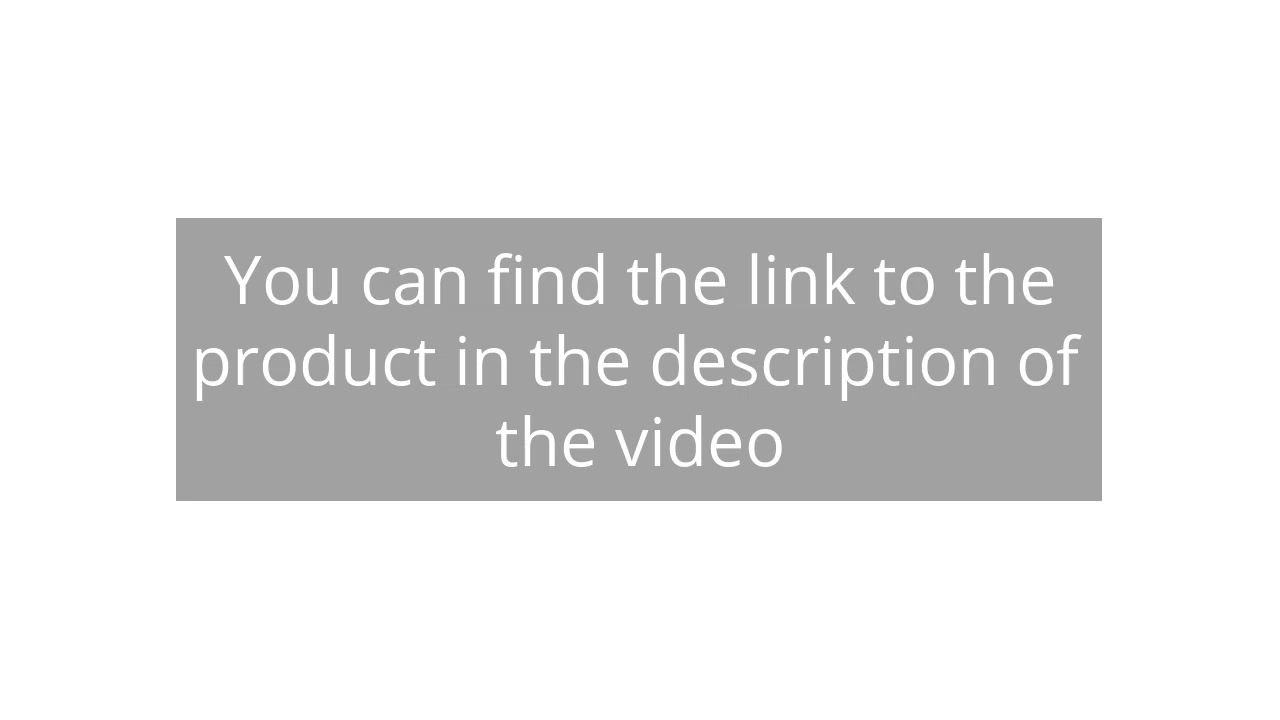 You can find the link to the
product in the description of
the video